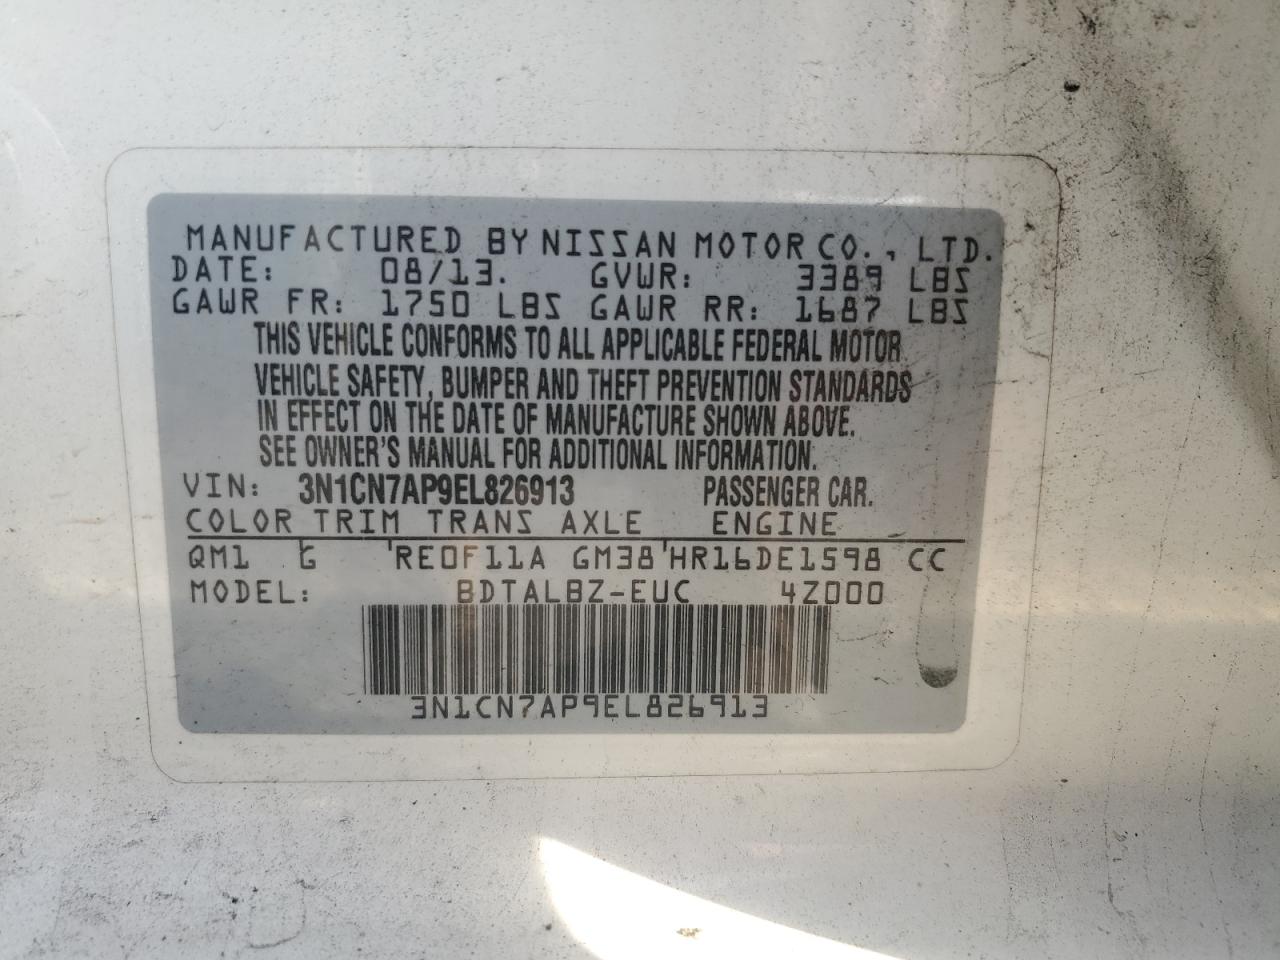 MANUFACTURED BY NISSAN MOTOR CO., LTD.
DATE: 08/13. GVWR: 3389 LBS
GAWR FR: 1750 LBS GAWR RR: 1687 LBS
THIS VEHICLE CONFORMS TO ALL APPLICABLE FEDERAL MOTOR
VEHICLE SAFETY, BUMPER AND THEFT PREVENTION STANDARDS
IN EFFECT ON THE DATE OF MANUFACTURE SHOWN ABOVE.
SEE OWNER'S MANUAL FOR ADDITIONAL INFORMATION.
VIN: 3N1CN7AP9EL826913 PASSENGER CAR.
COLOR TRIM TRANS AXLE ENGINE
QM1 G RE0F11A GM38 HR16DE1598 CC
MODEL: BDTALBZ-EUC 4Z000
3N1CN7AP9EL826913